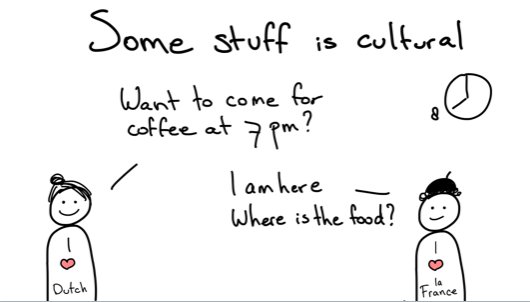 Some stuff is cultural
Want to come for
coffee at 7 pm?
8
I am here
Where is the food?
I
Dutch
I
la
France